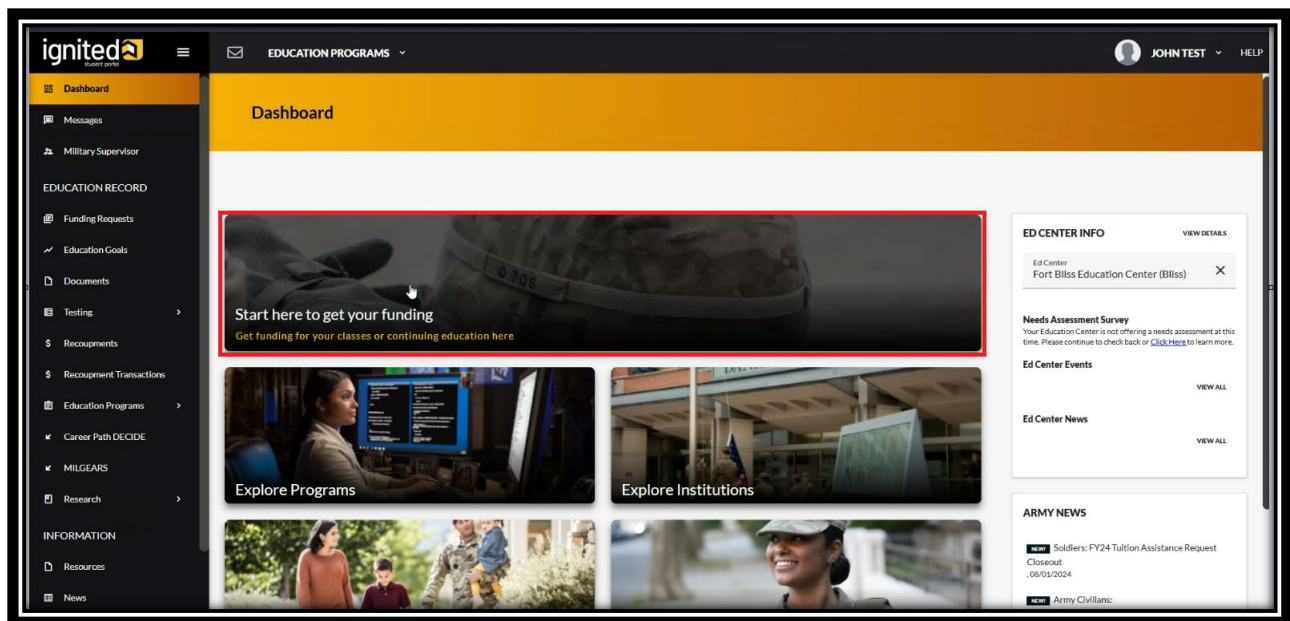 ignited
student portal
EDUCATION PROGRAMS
JOHN TEST
HELP
Dashboard
Messages
Military Supervisor
EDUCATION RECORD
Funding Requests
Education Goals
Documents
Testing
$ Recoupments
$ Recoupment Transactions
Education Programs
Career Path DECIDE
MILGEARS
Research
INFORMATION
Resources
News
Dashboard
O POS
Start here to get your funding
Get funding for your classes or continuing education here
Explore Programs
Explore Institutions
ED CENTER INFO
VIEW DETAILS
Ed Center
Fort Bliss Education Center (Bliss)
Needs Assessment Survey
Your Education Center is not offering a needs assessment at this
time. Please continue to check back or Click Here to learn more.
Ed Center Events
VIEW ALL
Ed Center News
VIEW ALL
ARMY NEWS
NEW! Soldiers: FY24 Tuition Assistance Request
Closeout
, 08/01/2024
NEW! Army Civilians: